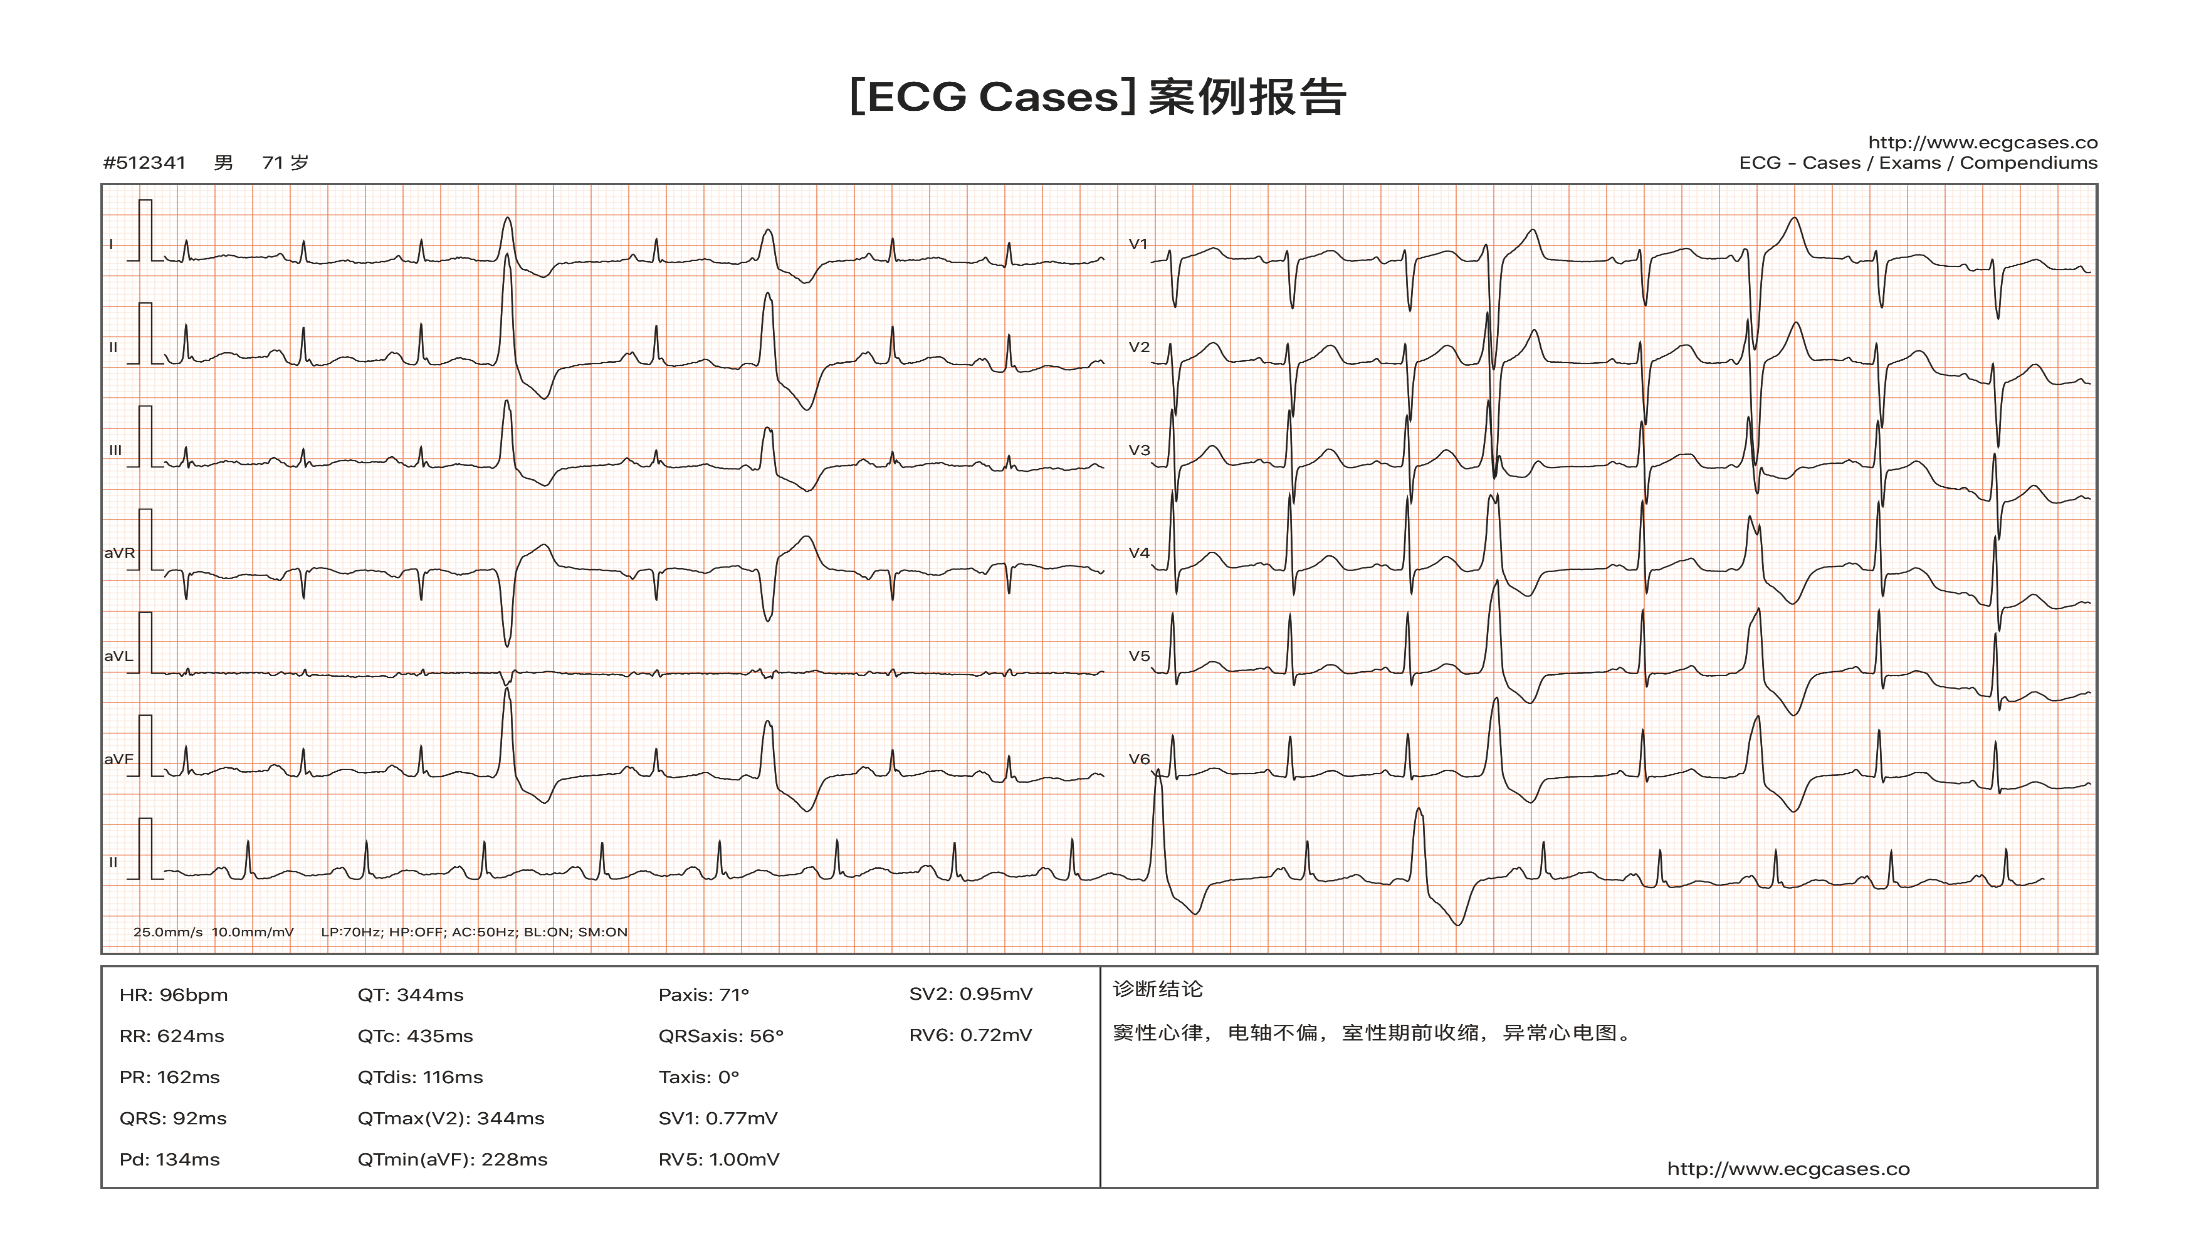 [ECG Cases] 案例报告
http://www.ecgcases.co
#512341 男 71 岁
ECG - Cases / Exams / Compendiums
I
V1
II
V2
III
V3
aVR
V4
aVL
V5
aVF
V6
II
25.0mm/s 10.0mm/mV LP:70Hz; HP:OFF; AC:50Hz; BL:ON; SM:ON
HR: 96bpm
RR: 624ms
PR: 162ms
QRS: 92ms
Pd: 134ms
QT: 344ms
QTc: 435ms
QTdis: 116ms
QTmax(V2): 344ms
QTmin(aVF): 228ms
Paxis: 71°
QRSaxis: 56°
Taxis: 0°
SV1: 0.77mV
RV5: 1.00mV
SV2: 0.95mV
RV6: 0.72mV
诊断结论
窦性心律，电轴不偏，室性期前收缩，异常心电图。
http://www.ecgcases.co